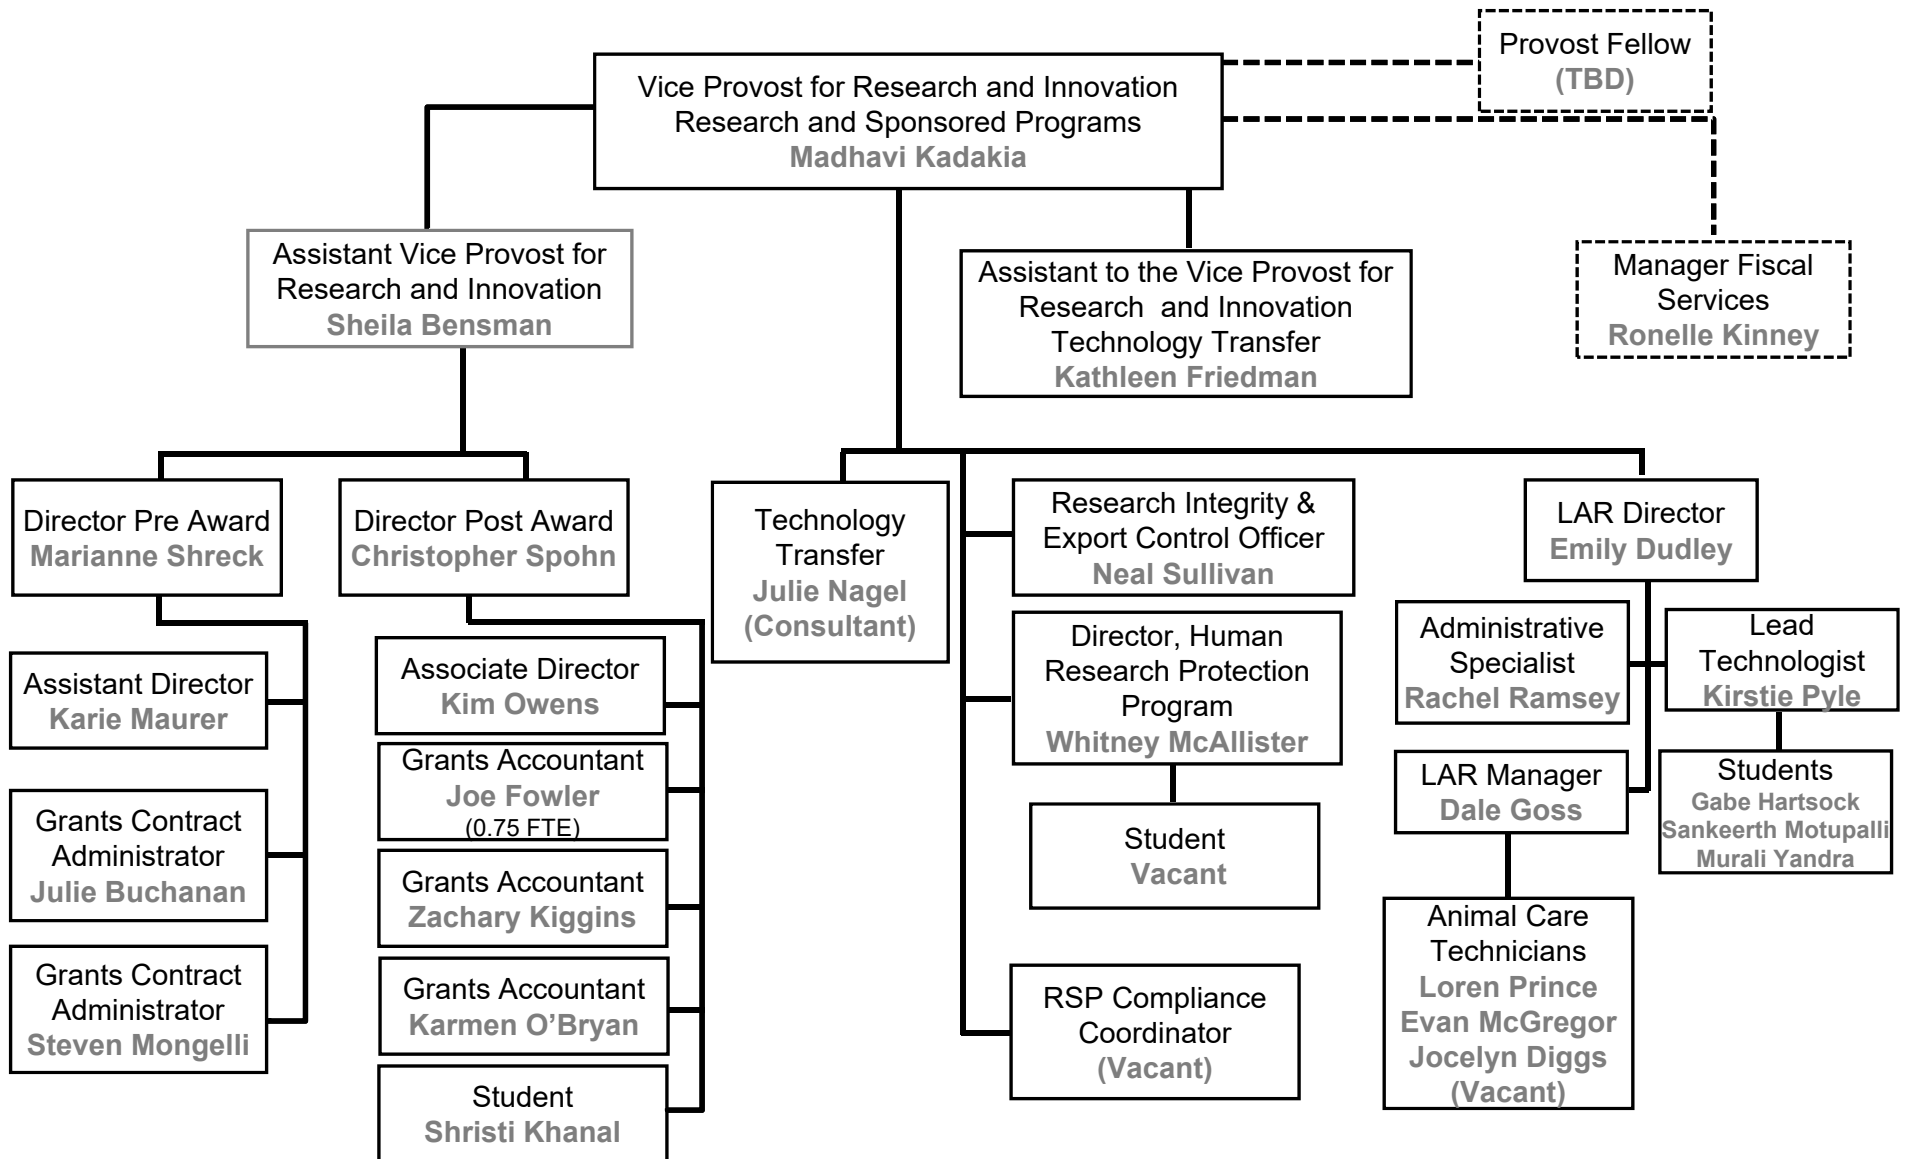 Provost Fellow
(TBD)
Vice Provost for Research and Innovation
Research and Sponsored Programs
Madhavi Kadakia
Assistant Vice Provost for
Research and Innovation
Sheila Bensman
Assistant to the Vice Provost for
Research and Innovation
Technology Transfer
Kathleen Friedman
Manager Fiscal
Services
Ronelle Kinney
Director Pre Award
Marianne Shreck
Assistant Director
Karie Maurer
Grants Contract
Administrator
Julie Buchanan
Grants Contract
Administrator
Steven Mongelli
Director Post Award
Christopher Spohn
Associate Director
Kim Owens
Grants Accountant
Joe Fowler
(0.75 FTE)
Grants Accountant
Zachary Kiggins
Grants Accountant
Karmen O’Bryan
Student
Shristi Khanal
Technology
Transfer
Julie Nagel
(Consultant)
Research Integrity &
Export Control Officer
Neal Sullivan
Director, Human
Research Protection
Program
Whitney McAllister
Student
Vacant
RSP Compliance
Coordinator
(Vacant)
LAR Director
Emily Dudley
Administrative
Specialist
Rachel Ramsey
Lead
Technologist
Kirstie Pyle
LAR Manager
Dale Goss
Students
Gabe Hartsock
Sankeerth Motupalli
Murali Yandra
Animal Care
Technicians
Loren Prince
Evan McGregor
Jocelyn Diggs
(Vacant)